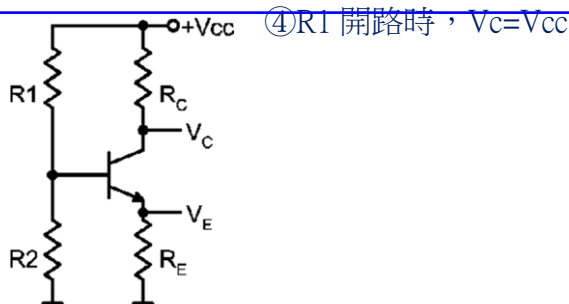 +Vcc ④R1 開路時，Vc=Vcc
R1
RC
VC
VE
R2
RE